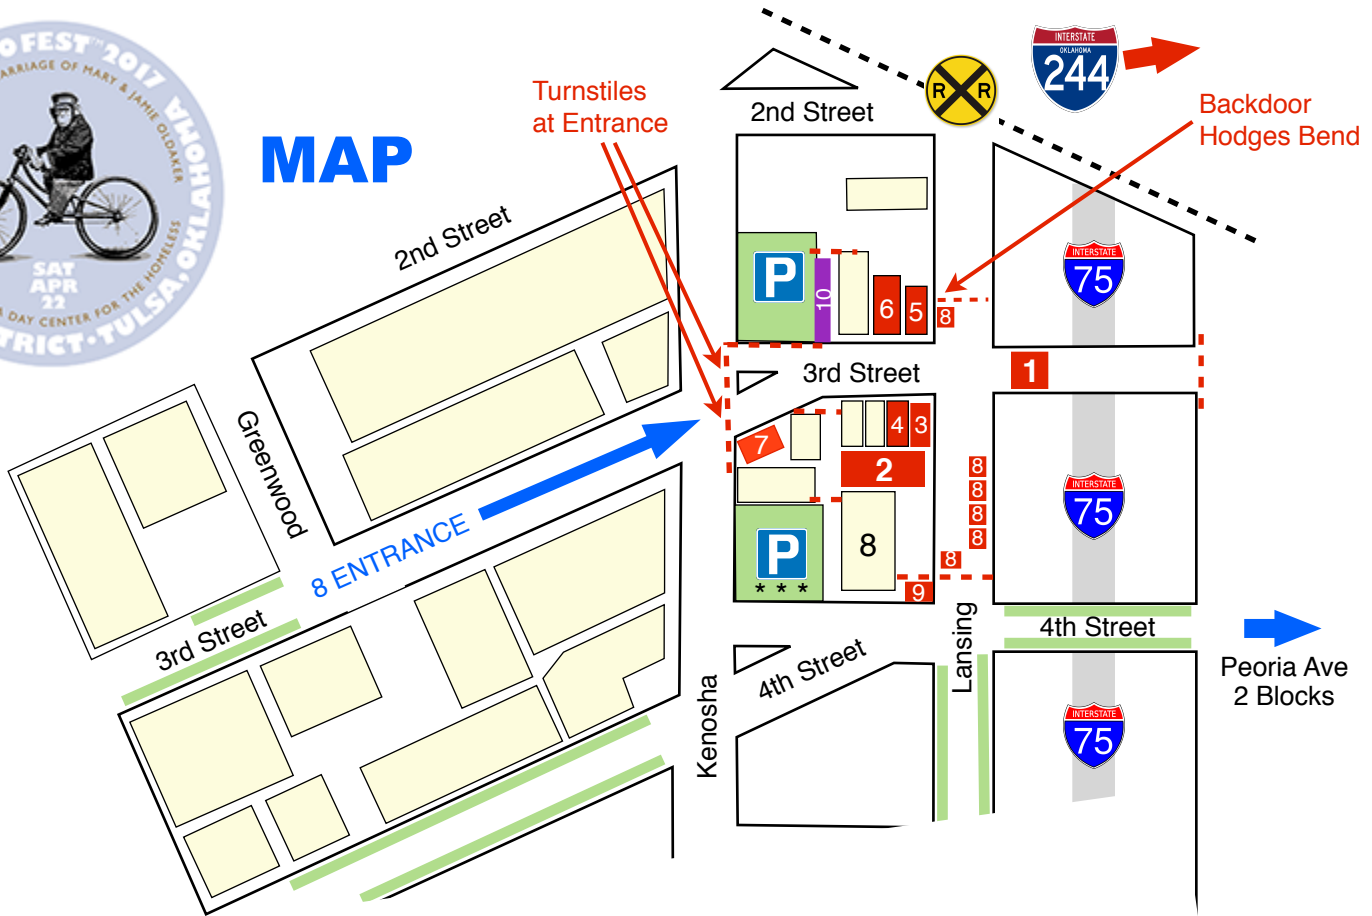 O FEST™ 2017
ARRIAGE OF MARY & JAMIE OLDAKER
SAT
APR
22
A DAY CENTER FOR THE HOMELESS
TRICT•TULSA, OKLAHOMA
MAP
Turnstiles
at Entrance
2nd Street
R R
INTERSTATE
OKLAHOMA
244
Backdoor
Hodges Bend
2nd Street
P
10
6
5
8
INTERSTATE
75
3rd Street
1
Greenwood
7
4
3
2
8
8
8
8
INTERSTATE
75
8 ENTRANCE
P
* * *
8
8
9
3rd Street
4th Street
Lansing
4th Street
Kenosha
Peoria Ave
2 Blocks
INTERSTATE
75